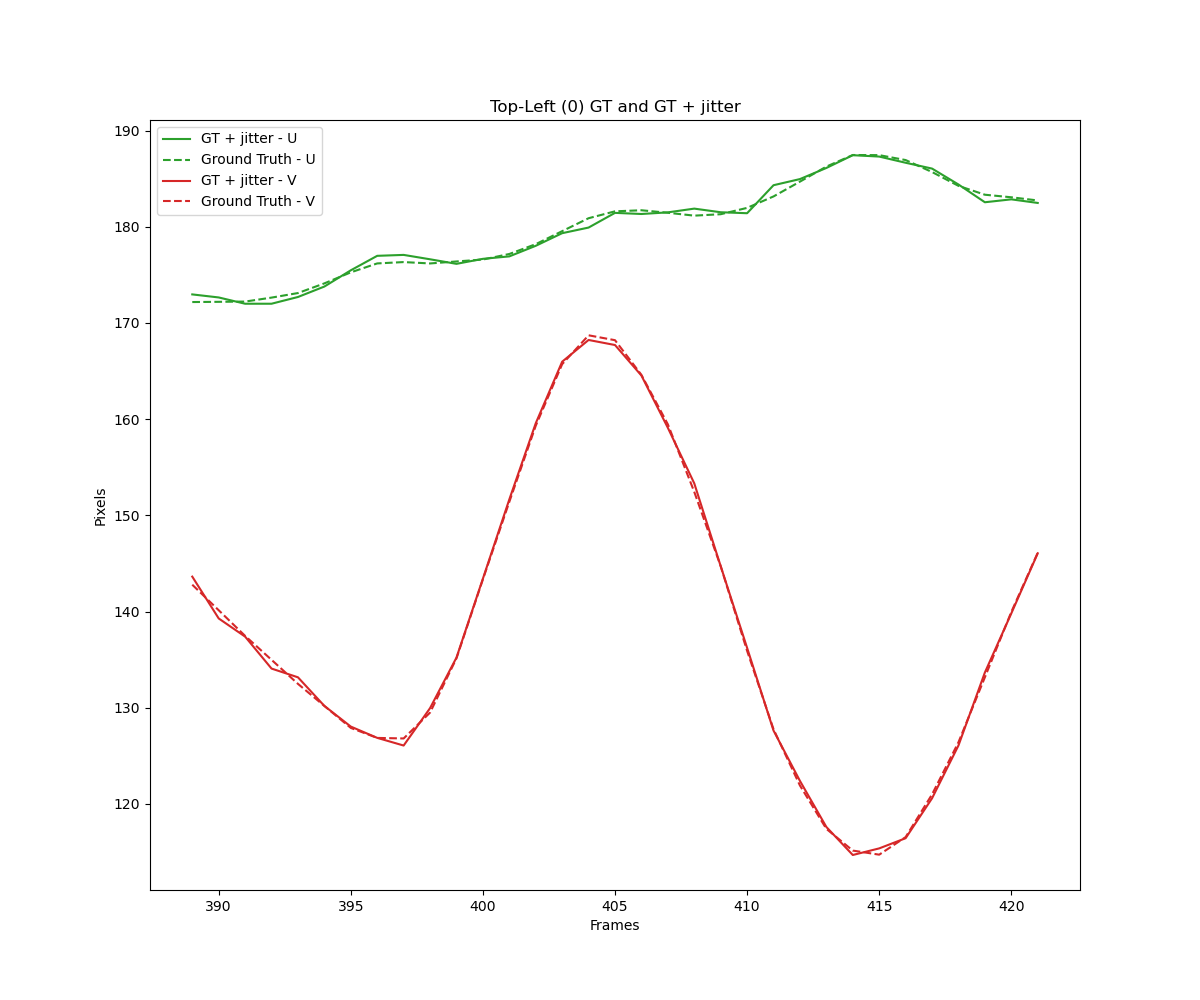 Top-Left (0) GT and GT + jitter
GT + jitter - U
Ground Truth - U
GT + jitter - V
Ground Truth - V
190
180
170
160
150
140
130
120
Pixels
390 395 400 405 410 415 420
Frames